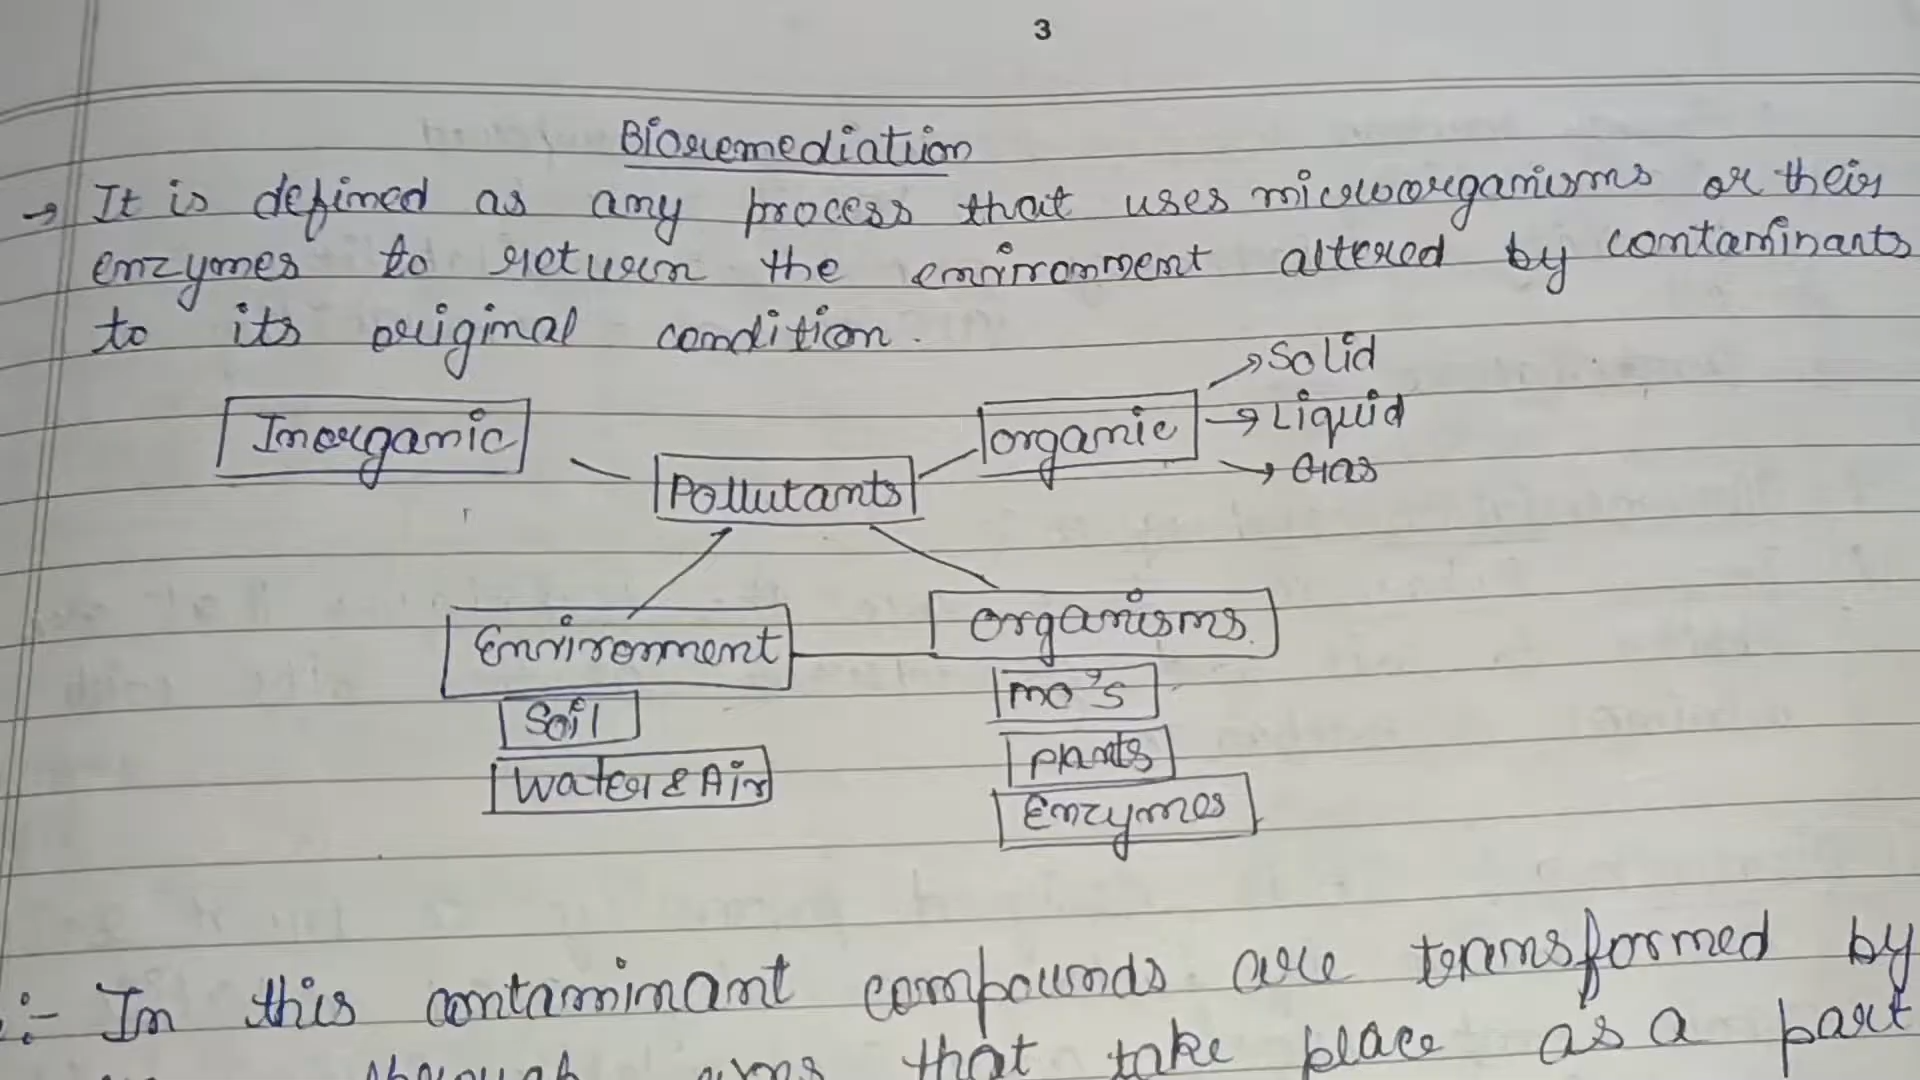 3
Bioremediation
→ It is defined as any process that uses microorganisms or their
enzymes to return the environment altered by contaminants
to its original condition.
Inorganic
Pollutants
organic
→ Solid
→ Liquid
→ Gas
Environment
Soil
Water & Air
Organisms
mo's
plants
Enzymes
:- In this contaminant compounds are transformed by
that take place as a part